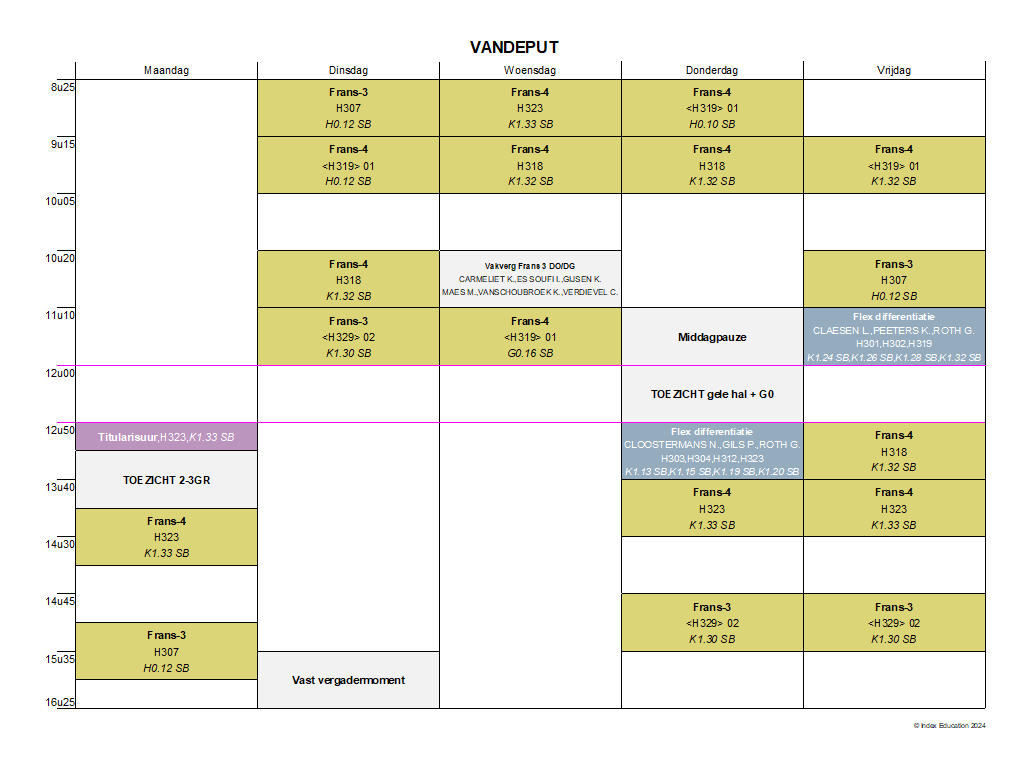 VANDEPUT
Maandag Dinsdag Woensdag Donderdag Vrijdag
8u25
Frans-3
H307
H0.12 SB
Frans-4
H323
K1.33 SB
Frans-4
<H319> 01
H0.10 SB
9u15
Frans-4
<H319> 01
H0.12 SB
Frans-4
H318
K1.32 SB
Frans-4
H318
K1.32 SB
Frans-4
<H319> 01
K1.32 SB
10u05
10u20
Frans-4
H318
K1.32 SB
Vakverg Frans 3 DO/DG
CARMELIET K.,ES SOUFI I.,GIJSEN K.
MAES M.,VANSCHOUBROEK K.,VERDIEVEL C.
Frans-3
H307
H0.12 SB
11u10
Frans-3
<H329> 02
K1.30 SB
Frans-4
<H319> 01
G0.16 SB
Middagpauze
Flex differentiatie
CLAESEN L.,PEETERS K.,ROTH G.
H301,H302,H319
K1.24 SB,K1.26 SB,K1.28 SB,K1.32 SB
12u00
TOEZICHT gele hal + G0
12u50
Titularisuur,H323,K1.33 SB
Flex differentiatie
CLOOSTERMANS N.,GILS P.,ROTH G.
H303,H304,H312,H323
K1.13 SB,K1.15 SB,K1.19 SB,K1.20 SB
Frans-4
H318
K1.32 SB
TOEZICHT 2-3GR
13u40
Frans-4
H323
K1.33 SB
Frans-4
H323
K1.33 SB
Frans-4
H323
K1.33 SB
14u30
14u45
Frans-3
<H329> 02
K1.30 SB
Frans-3
<H329> 02
K1.30 SB
Frans-3
H307
H0.12 SB
15u35
Vast vergadermoment
16u25
© Index Education 2024